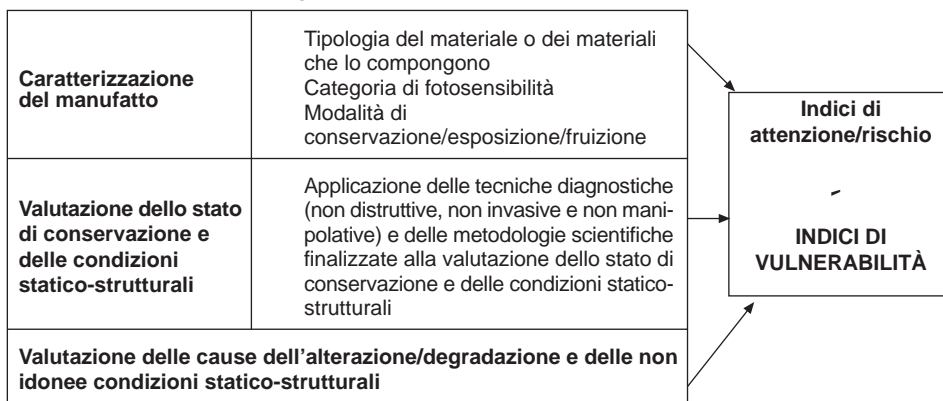 Caratterizzazione
del manufatto
Tipologia del materiale o dei materiali
che lo compongono
Categoria di fotosensibilità
Modalità di
conservazione/esposizione/fruizione
Valutazione dello stato
di conservazione e
delle condizioni
statico-strutturali
Applicazione delle tecniche diagnostiche
(non distruttive, non invasive e non mani-
polative) e delle metodologie scientifiche
finalizzate alla valutazione dello stato di
conservazione e delle condizioni statico-
strutturali
Valutazione delle cause dell'alterazione/degradazione e delle non
idonee condizioni statico-strutturali
Indici di
attenzione/rischio
-
INDICI DI
VULNERABILITÀ